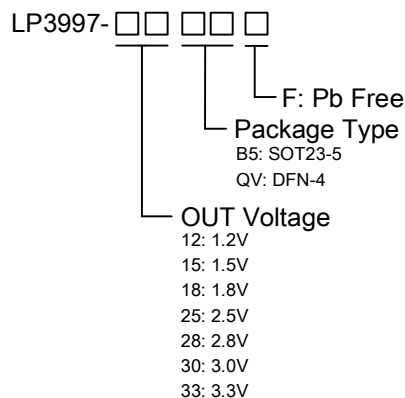 LP3997-□□ □□ □
F: Pb Free
Package Type
B5: SOT23-5
QV: DFN-4
OUT Voltage
12: 1.2V
15: 1.5V
18: 1.8V
25: 2.5V
28: 2.8V
30: 3.0V
33: 3.3V